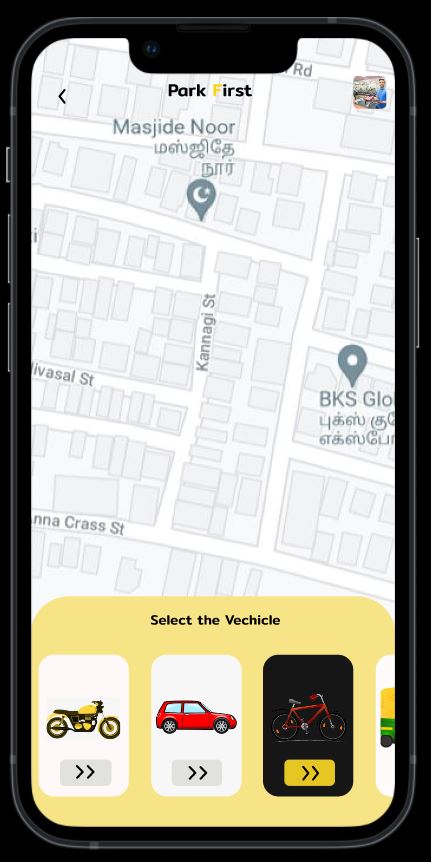 Rd
Park First
Masjide Noor
மஸ்ஜிதே
நூர்
Kannagi St
BKS Glo
புக்ஸ்
எக்ஸ்போ
ivasal St
nna Crass St
Select the Vechicle